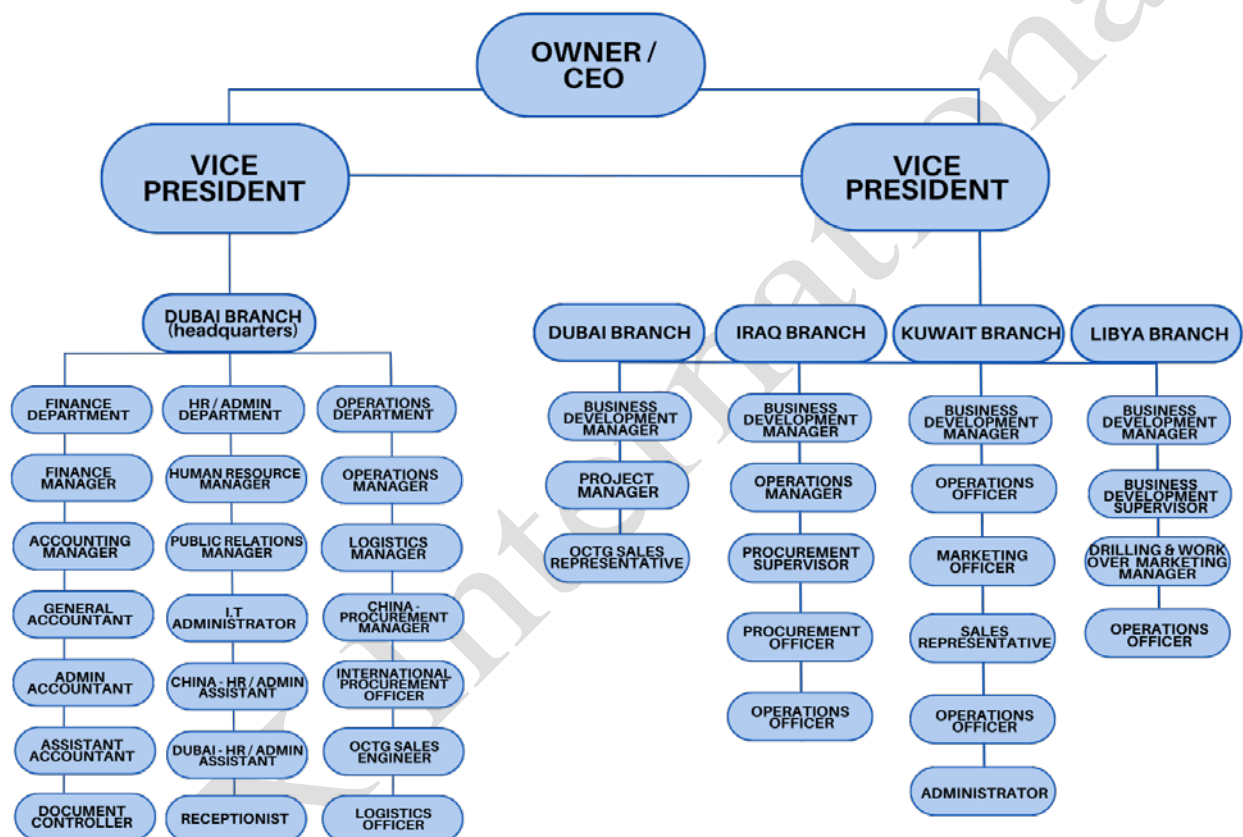 OWNER /
CEO
VICE
PRESIDENT
VICE
PRESIDENT
DUBAI BRANCH
(headquarters)
FINANCE
DEPARTMENT
FINANCE
MANAGER
ACCOUNTING
MANAGER
GENERAL
ACCOUNTANT
ADMIN
ACCOUNTANT
ASSISTANT
ACCOUNTANT
DOCUMENT
CONTROLLER
HR / ADMIN
DEPARTMENT
HUMAN RESOURCE
MANAGER
PUBLIC RELATIONS
MANAGER
I.T
ADMINISTRATOR
CHINA - HR / ADMIN
ASSISTANT
DUBAI - HR / ADMIN
ASSISTANT
RECEPTIONIST
OPERATIONS
DEPARTMENT
OPERATIONS
MANAGER
LOGISTICS
MANAGER
CHINA -
PROCUREMENT
MANAGER
INTERNATIONAL
PROCUREMENT
OFFICER
OCTG SALES
ENGINEER
LOGISTICS
OFFICER
DUBAI BRANCH
BUSINESS
DEVELOPMENT
MANAGER
PROJECT
MANAGER
OCTG SALES
REPRESENTATIVE
IRAQ BRANCH
BUSINESS
DEVELOPMENT
MANAGER
OPERATIONS
MANAGER
PROCUREMENT
SUPERVISOR
PROCUREMENT
OFFICER
OPERATIONS
OFFICER
KUWAIT BRANCH
BUSINESS
DEVELOPMENT
MANAGER
OPERATIONS
OFFICER
MARKETING
OFFICER
SALES
REPRESENTATIVE
OPERATIONS
OFFICER
ADMINISTRATOR
LIBYA BRANCH
BUSINESS
DEVELOPMENT
MANAGER
BUSINESS
DEVELOPMENT
SUPERVISOR
DRILLING & WORK
OVER MARKETING
MANAGER
OPERATIONS
OFFICER